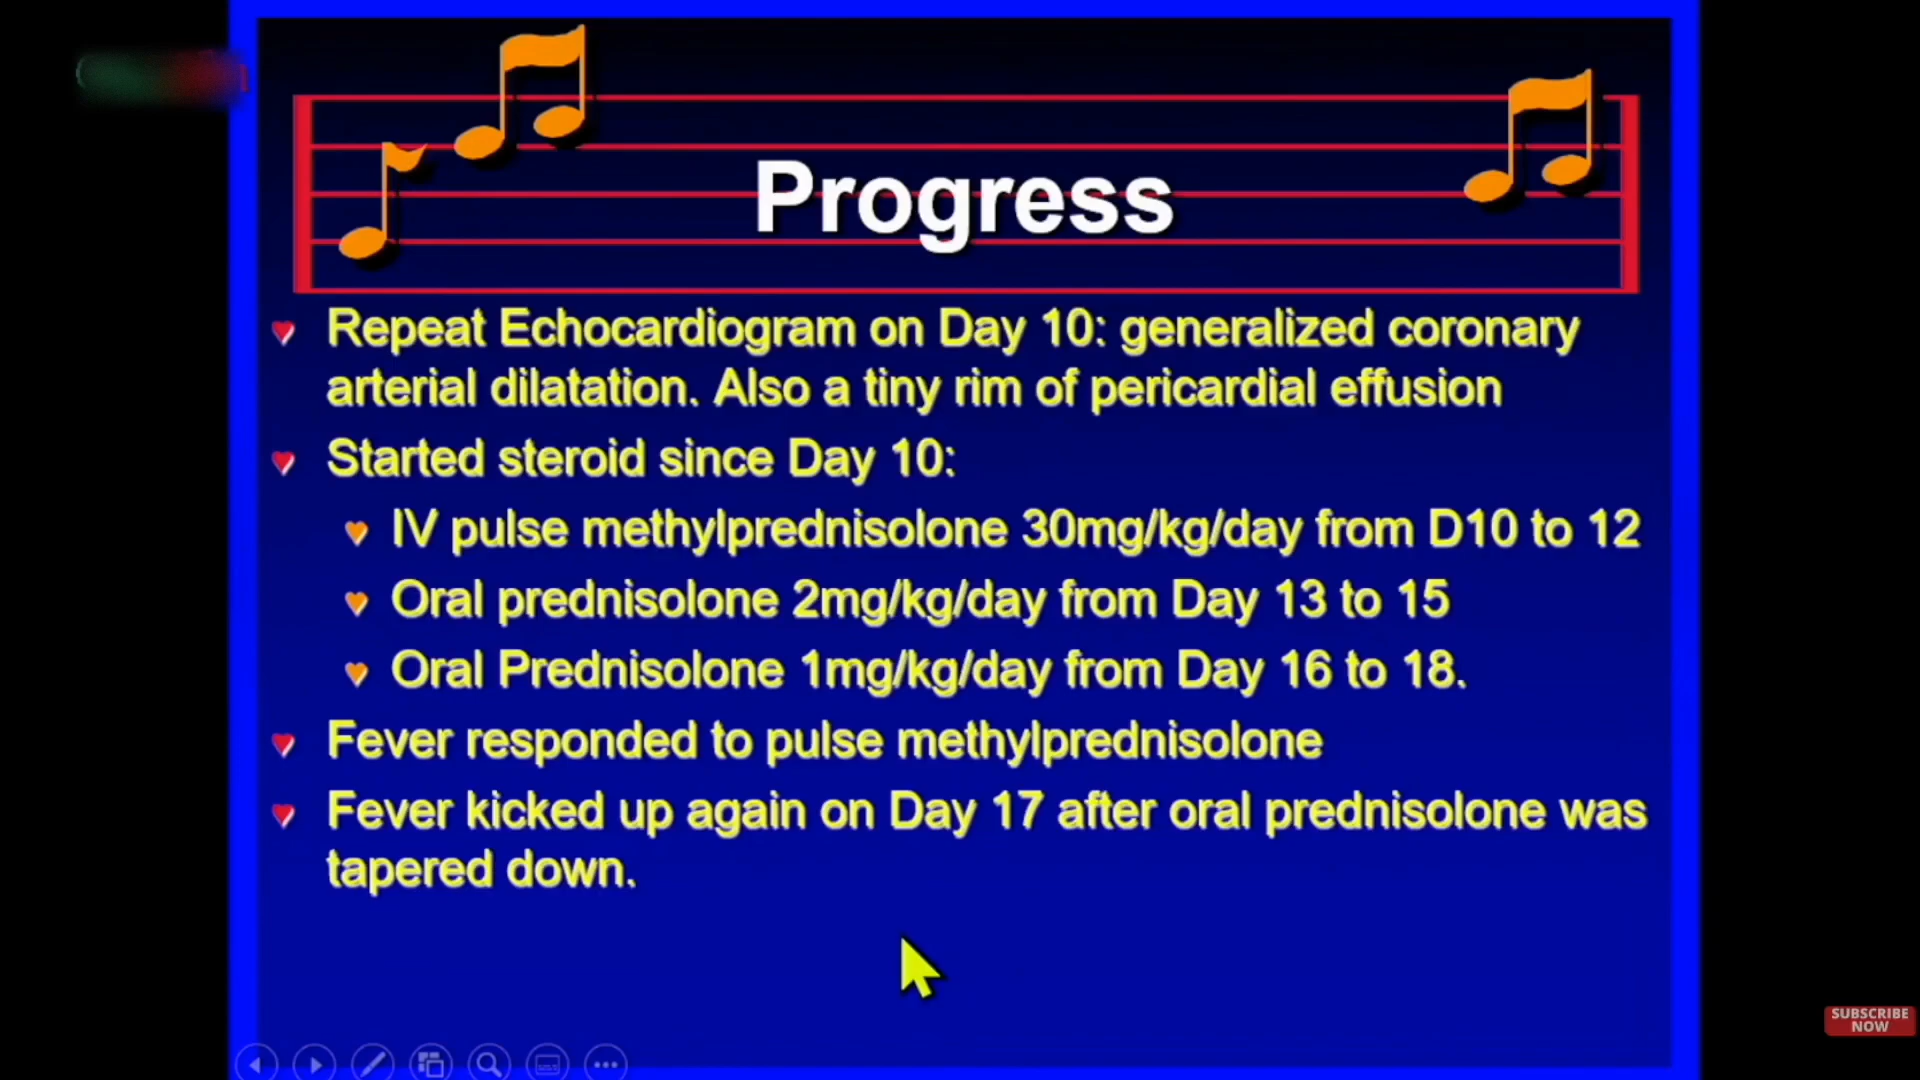 Progress
Repeat Echocardiogram on Day 10: generalized coronary
arterial dilatation. Also a tiny rim of pericardial effusion
Started steroid since Day 10:
IV pulse methylprednisolone 30mg/kg/day from D10 to 12
Oral prednisolone 2mg/kg/day from Day 13 to 15
Oral Prednisolone 1mg/kg/day from Day 16 to 18.
Fever responded to pulse methylprednisolone
Fever kicked up again on Day 17 after oral prednisolone was
tapered down.
SUBSCRIBE
NOW